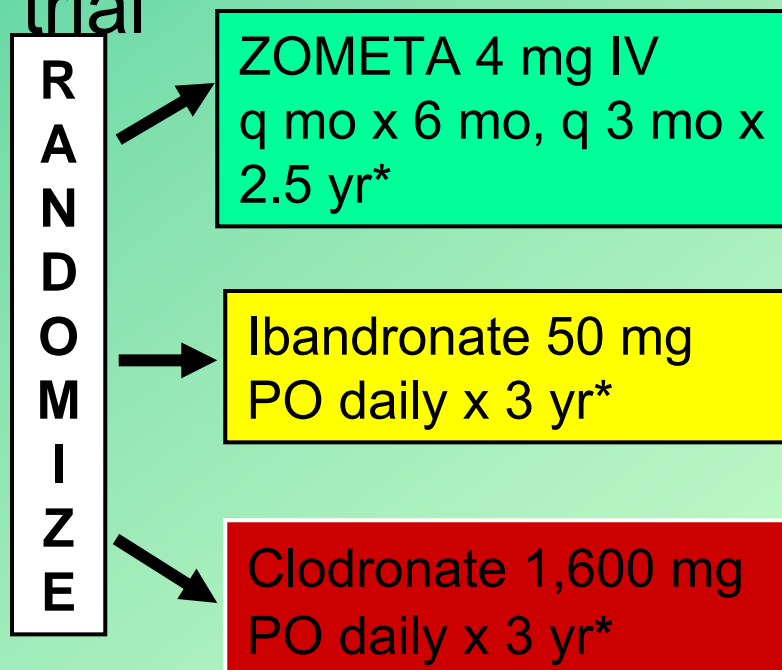 trial
R
A
N
D
O
M
I
Z
E
ZOMETA 4 mg IV
q mo x 6 mo, q 3 mo x
2.5 yr*
Ibandronate 50 mg
PO daily x 3 yr*
Clodronate 1,600 mg
PO daily x 3 yr*